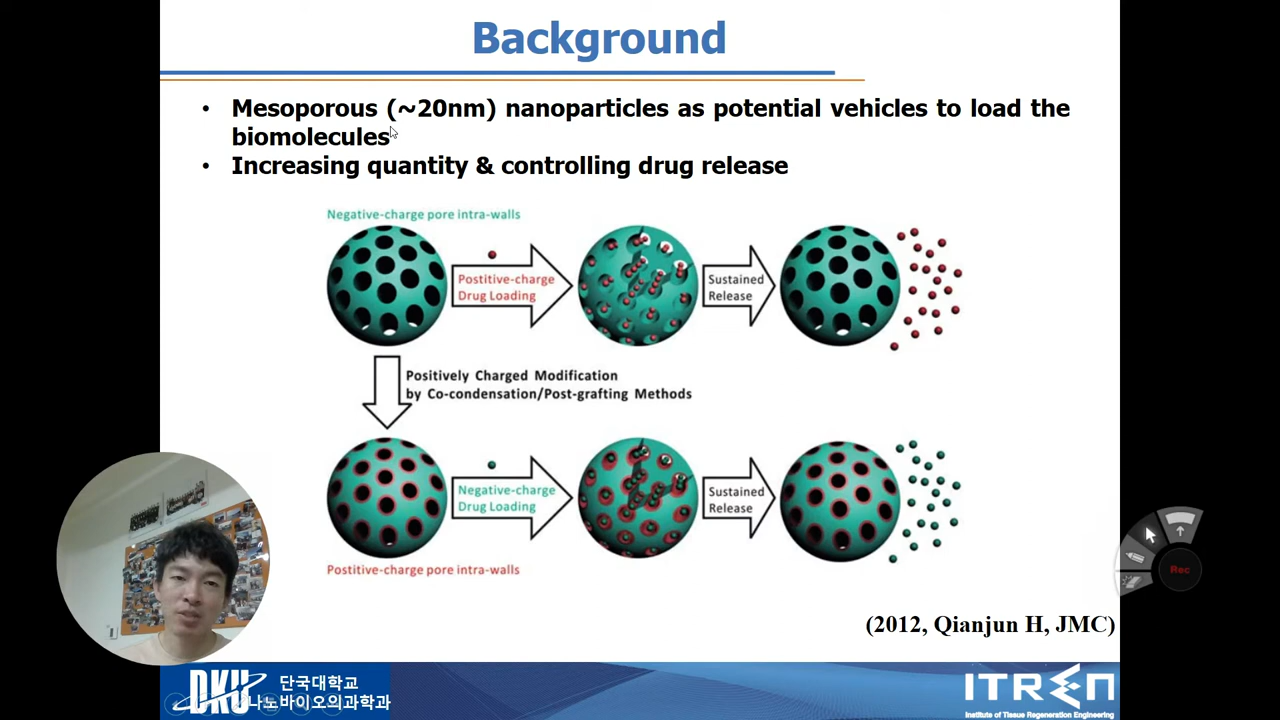 Background
• Mesoporous (~20nm) nanoparticles as potential vehicles to load the
biomolecules
• Increasing quantity & controlling drug release
Negative-charge pore intra-walls
Postitive-charge
Drug Loading
Sustained
Release
Positively Charged Modification
by Co-condensation/Post-grafting Methods
Negative-charge
Drug Loading
Sustained
Release
Postitive-charge pore intra-walls
Rec
(2012, Qianjun H, JMC)
DKU
단국대학교
나노바이오의과학과
ITREN
Institute of Tissue Regeneration Engineering